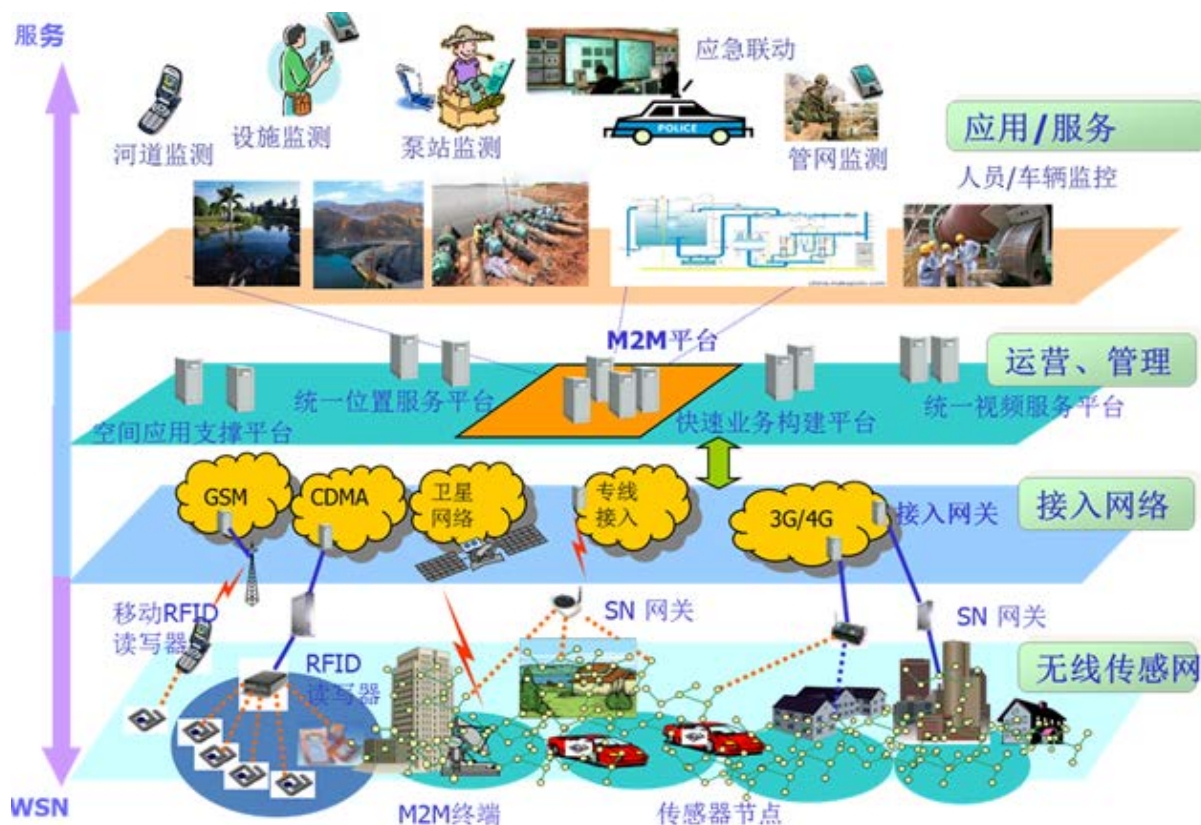 服务
应急联动
河道监测
设施监测
泵站监测
POLICE
管网监测
应用/服务
人员/车辆监控
china.makepolo.com
M2M平台
运营、管理
统一位置服务平台
空间应用支撑平台
快速业务构建平台
统一视频服务平台
GSM
CDMA
卫星
网络
专线
接入
3G/4G
接入网关
接入网络
移动RFID
读写器
SN 网关
SN 网关
RFID
读写器
无线传感网
WSN
M2M终端
传感器节点